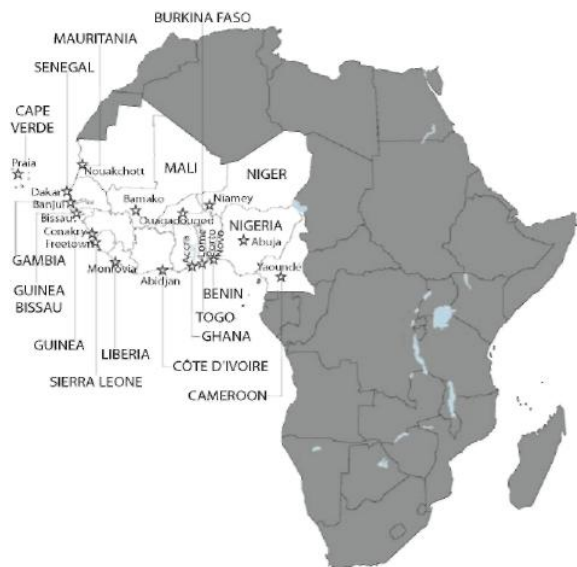 BURKINA FASO
MAURITANIA
SENEGAL
CAPE
VERDE
Praia
Nouakchott
MALI
NIGER
Dakar
Banjul
Bissau
Bamako
Ouagadougou
Niamey
NIGERIA
Abuja
Conakry
Freetown
Accra
Lome
Porto
Novo
Yaounde
GAMBIA
Monrovia
Abidjan
BENIN
GUINEA
BISSAU
TOGO
GHANA
GUINEA
LIBERIA
CÔTE D'IVOIRE
SIERRA LEONE
CAMEROON